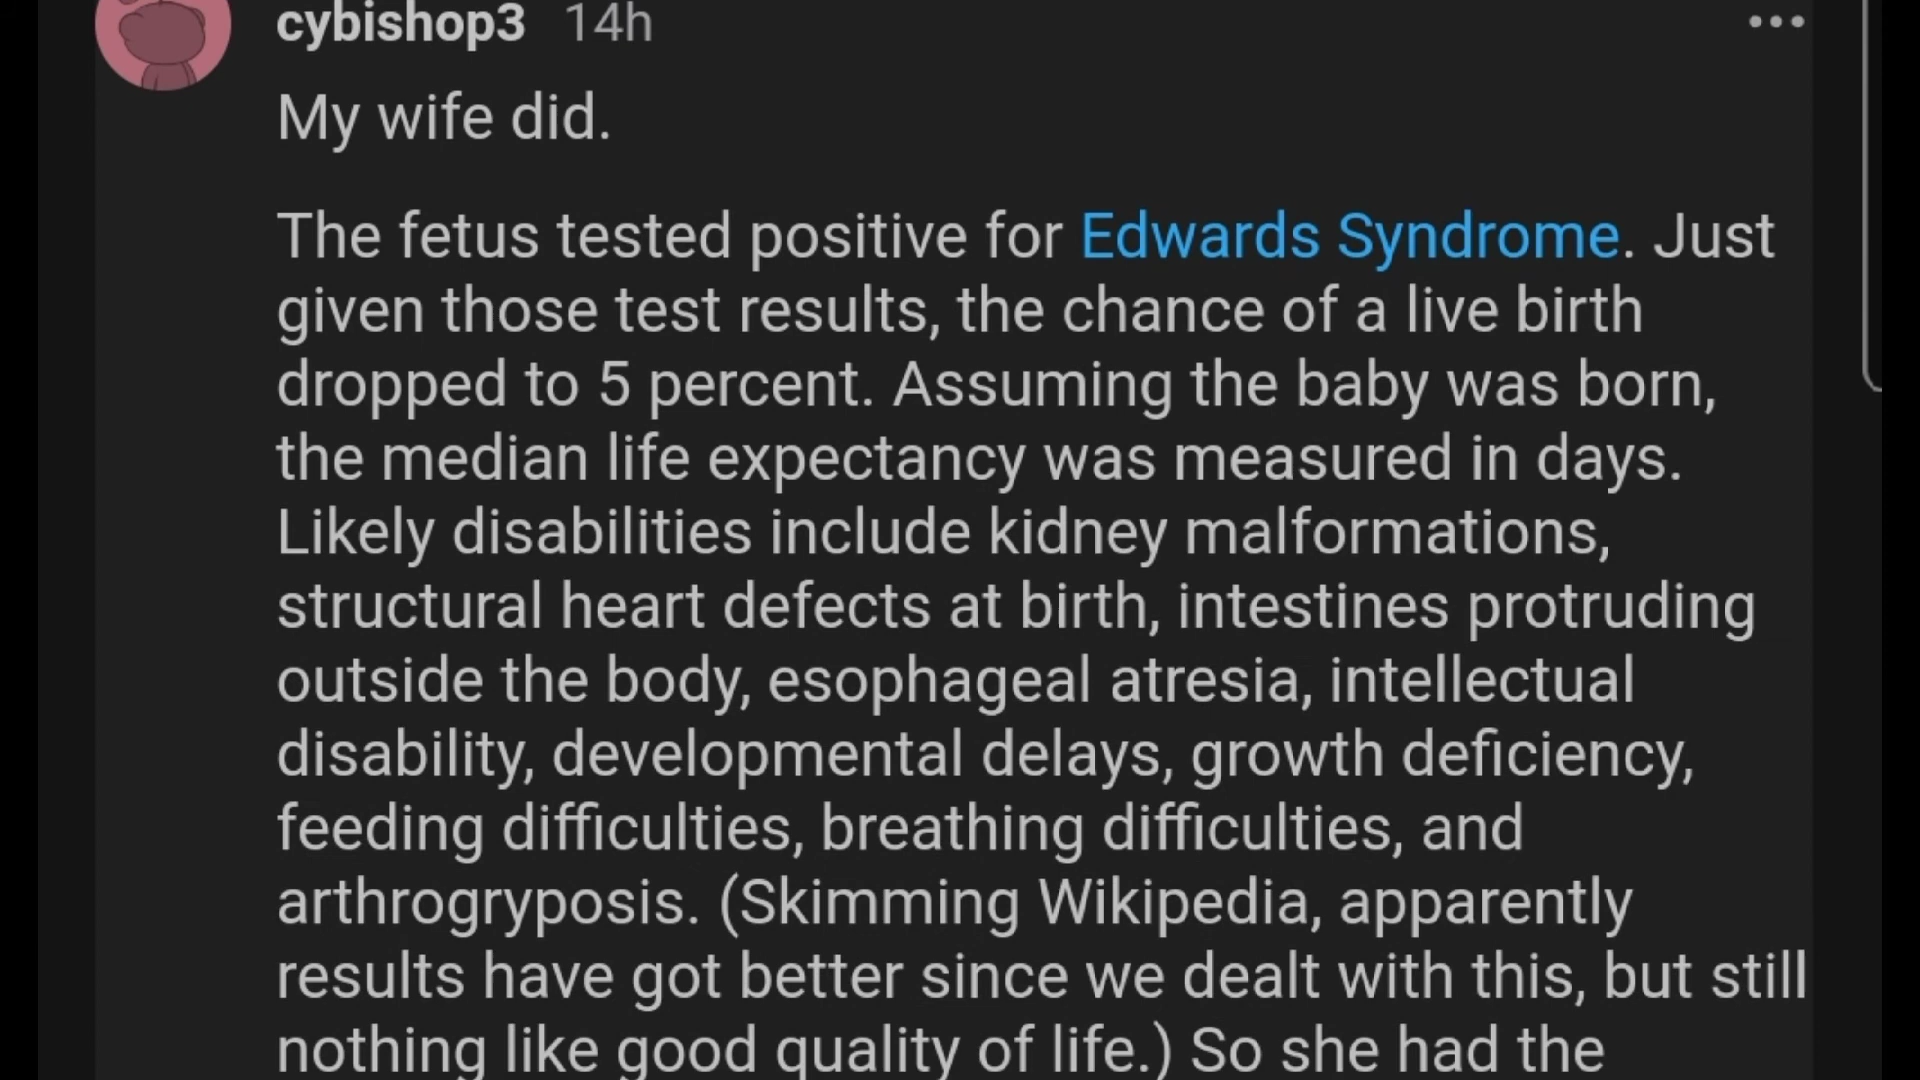 cybishop3 14h
My wife did.
The fetus tested positive for Edwards Syndrome. Just
given those test results, the chance of a live birth
dropped to 5 percent. Assuming the baby was born,
the median life expectancy was measured in days.
Likely disabilities include kidney malformations,
structural heart defects at birth, intestines protruding
outside the body, esophageal atresia, intellectual
disability, developmental delays, growth deficiency,
feeding difficulties, breathing difficulties, and
arthrogryposis. (Skimming Wikipedia, apparently
results have got better since we dealt with this, but still
nothing like good quality of life.) So she had the